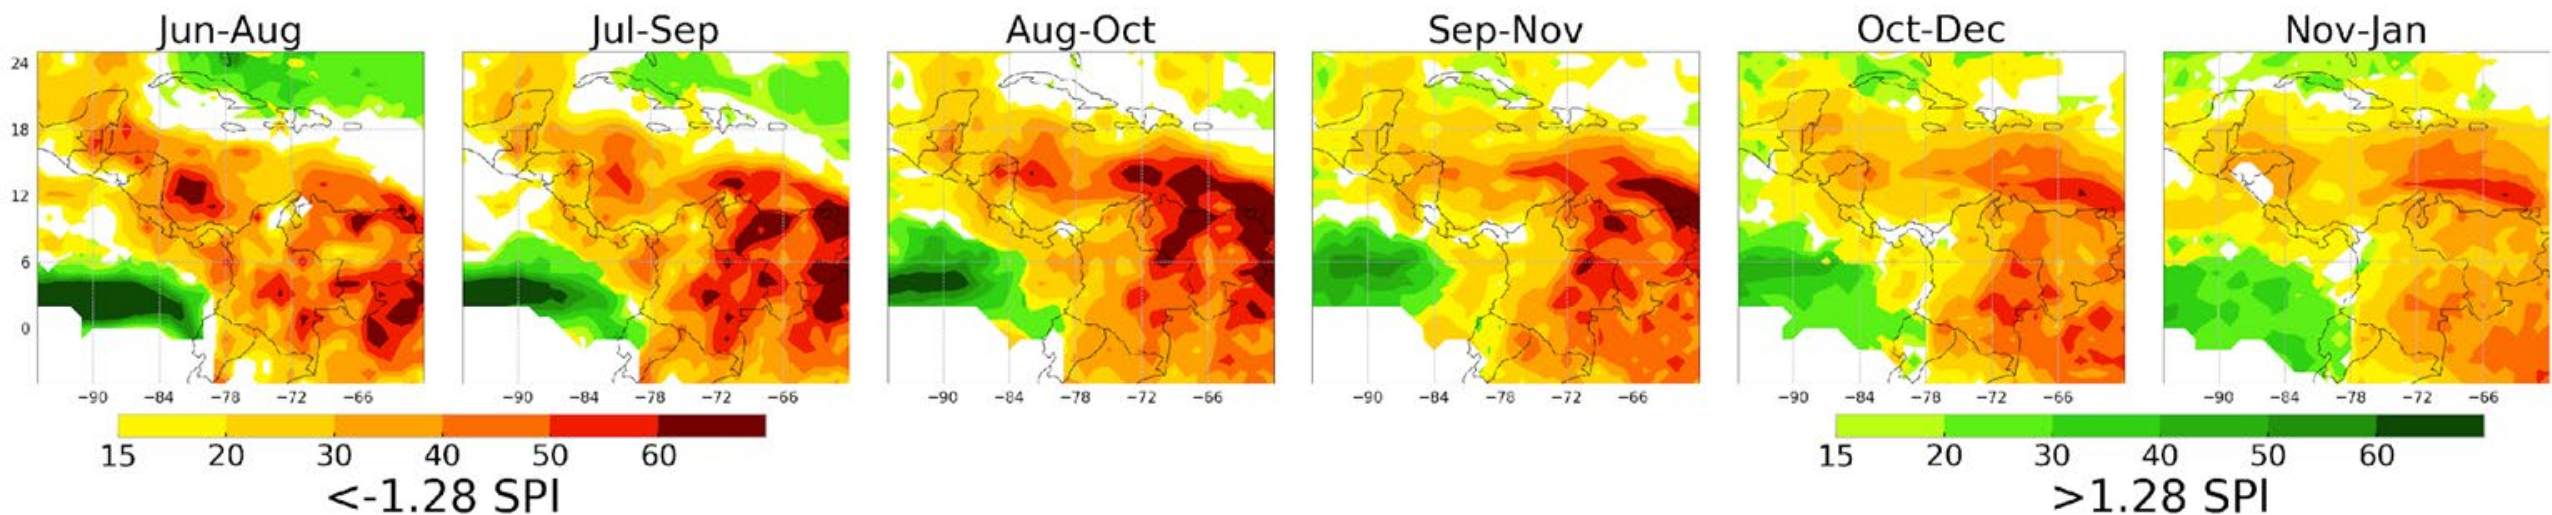 Jun-Aug Jul-Sep Aug-Oct Sep-Nov Oct-Dec Nov-Jan
24
18
12
6
0
−90 −84 −78 −72 −66 −90 −84 −78 −72 −66 −90 −84 −78 −72 −66 −90 −84 −78 −72 −66 −90 −84 −78 −72 −66 −90 −84 −78 −72 −66
15 20 30 40 50 60 15 20 30 40 50 60
<-1.28 SPI >1.28 SPI